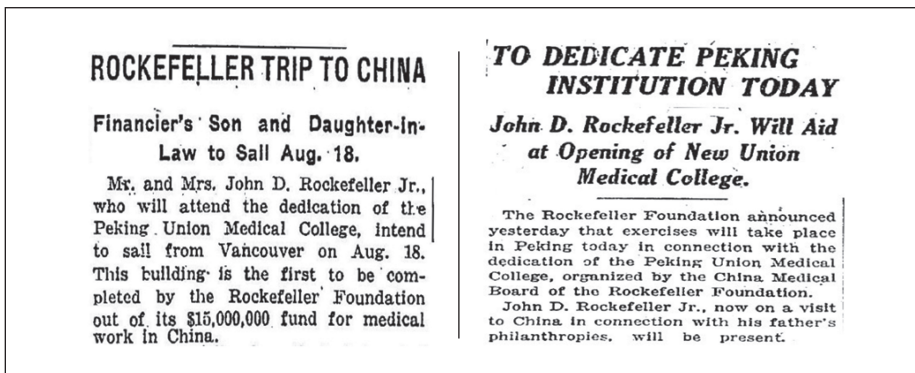 ROCKEFELLER TRIP TO CHINA
Financier's Son and Daughter-in-
Law to Sail Aug. 18.
Mr. and Mrs. John D. Rockefeller Jr.,
who will attend the dedication of the
Peking Union Medical College, intend
to sail from Vancouver on Aug. 18.
This building is the first to be com-
pleted by the Rockefeller Foundation
out of its $15,000,000 fund for medical
work in China.
TO DEDICATE PEKING
INSTITUTION TODAY
John D. Rockefeller Jr. Will Aid
at Opening of New Union
Medical College.
The Rockefeller Foundation announced
yesterday that exercises will take place
in Peking today in connection with the
dedication of the Peking Union Medical
College, organized by the China Medical
Board of the Rockefeller Foundation.
John D. Rockefeller Jr., now on a visit
to China in connection with his father's
philanthropies, will be present.